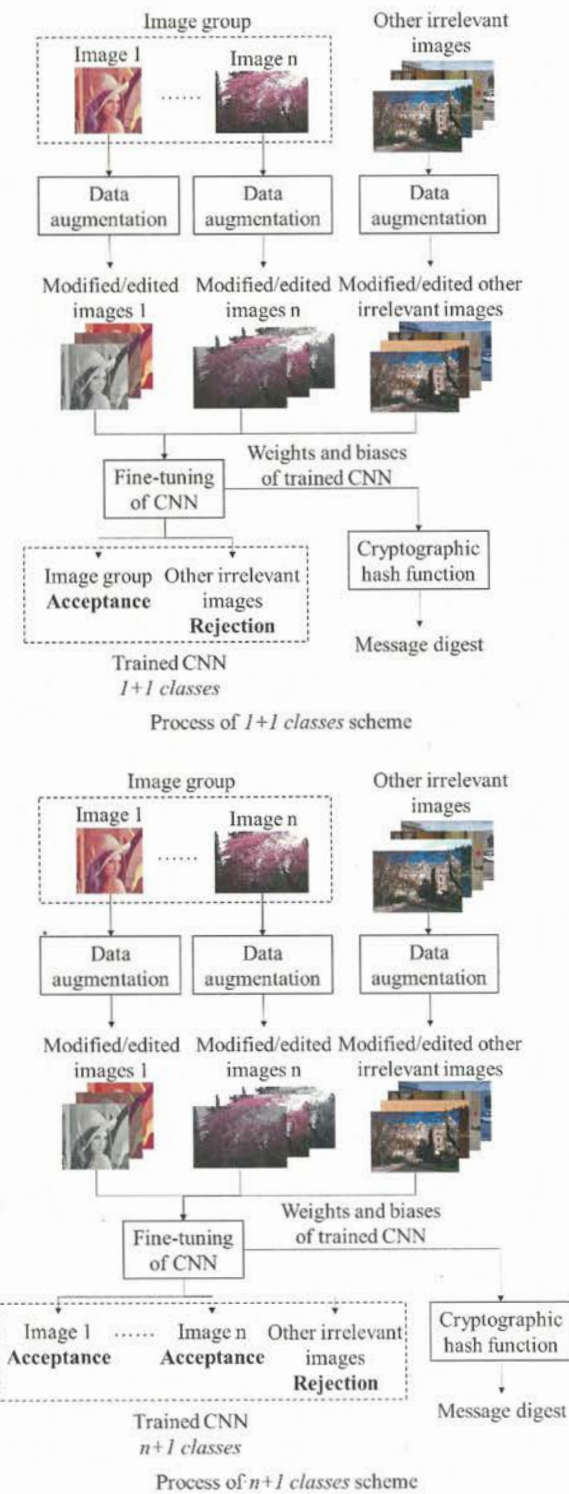 Image group
Other irrelevant
images
Image 1
......
Image n
Data
augmentation
Data
augmentation
Data
augmentation
Modified/edited
images 1
Modified/edited
images n
Modified/edited other
irrelevant images
Weights and biases
of trained CNN
Fine-tuning
of CNN
Cryptographic
hash function
Image group
Acceptance
Other irrelevant
images
Rejection
Message digest
Trained CNN
1+1 classes
Process of 1+1 classes scheme
Image group
Other irrelevant
images
Image 1
......
Image n
Data
augmentation
Data
augmentation
Data
augmentation
Modified/edited
images 1
Modified/edited
images n
Modified/edited other
irrelevant images
Weights and biases
of trained CNN
Fine-tuning
of CNN
Image 1
Acceptance
......
Image n
Acceptance
Other irrelevant
images
Rejection
Cryptographic
hash function
Message digest
Trained CNN
n+1 classes
Process of n+1 classes scheme